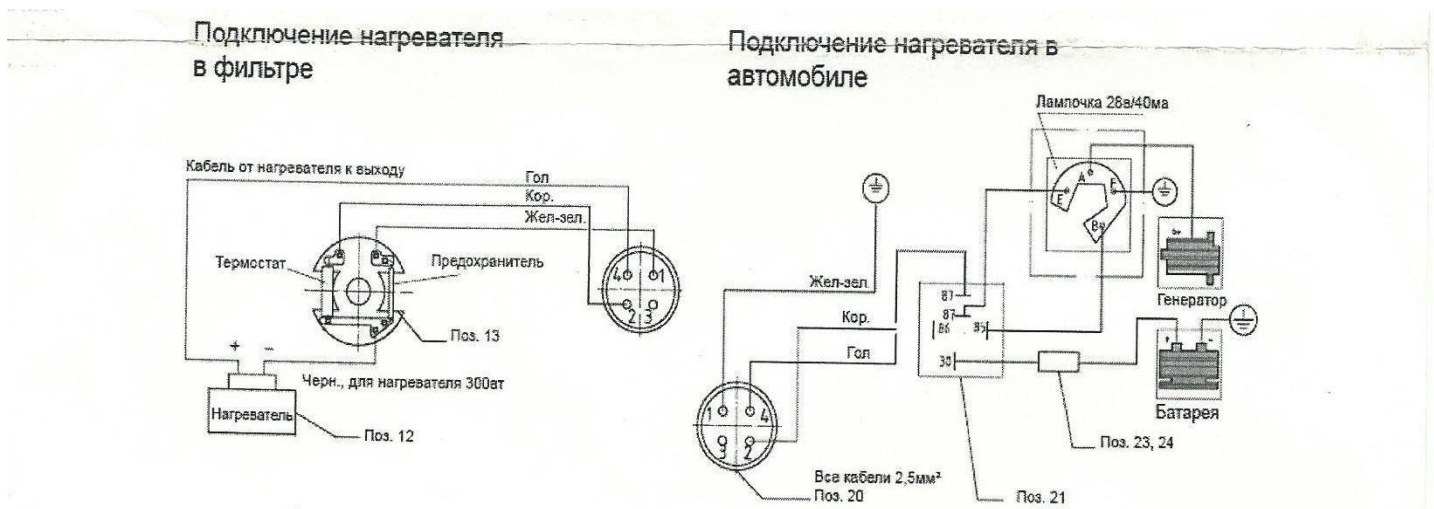 Подключение нагревателя
в фильтре
Кабель от нагревателя к выходу
Гол
Кор.
Жел-зел.
Термостат
Предохранитель
4
1
2
3
Поз. 13
+
–
Черн., для нагревателя 300вт
Нагреватель
Поз. 12
Подключение нагревателя в
автомобиле
Лампочка 28в/40ма
A
E
F
B+
Генератор
Жел-зел.
Кор.
Гол
87
87
86
85
30
+
-
Батарея
1
4
3
2
Поз. 23, 24
Все кабели 2,5мм²
Поз. 20
Поз. 21